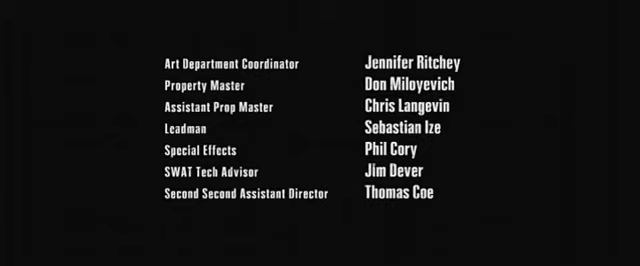 Art Department Coordinator Jennifer Ritchey
Property Master Don Miloyevich
Assistant Prop Master Chris Langevin
Leadman Sebastian Ize
Special Effects Phil Cory
SWAT Tech Advisor Jim Dever
Second Second Assistant Director Thomas Coe